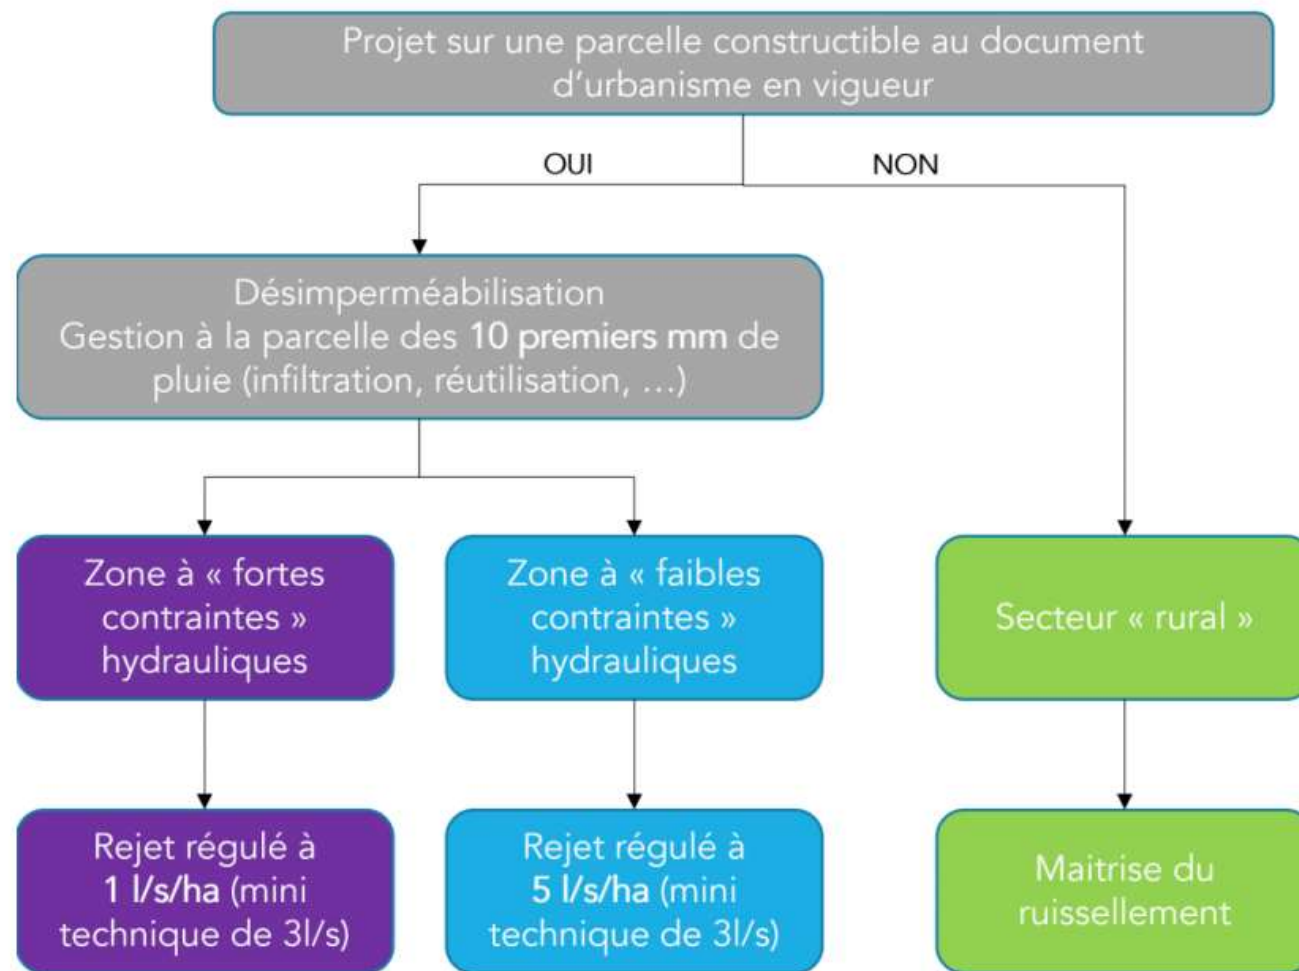 Projet sur une parcelle constructible au document
d'urbanisme en vigueur
OUI
NON
Désimperméabilisation
Gestion à la parcelle des 10 premiers mm de
pluie (infiltration, réutilisation, …)
Zone à « fortes
contraintes »
hydrauliques
Zone à « faibles
contraintes »
hydrauliques
Secteur « rural »
Rejet régulé à
1 l/s/ha (mini
technique de 3l/s)
Rejet régulé à
5 l/s/ha (mini
technique de 3l/s)
Maitrise du
ruissellement